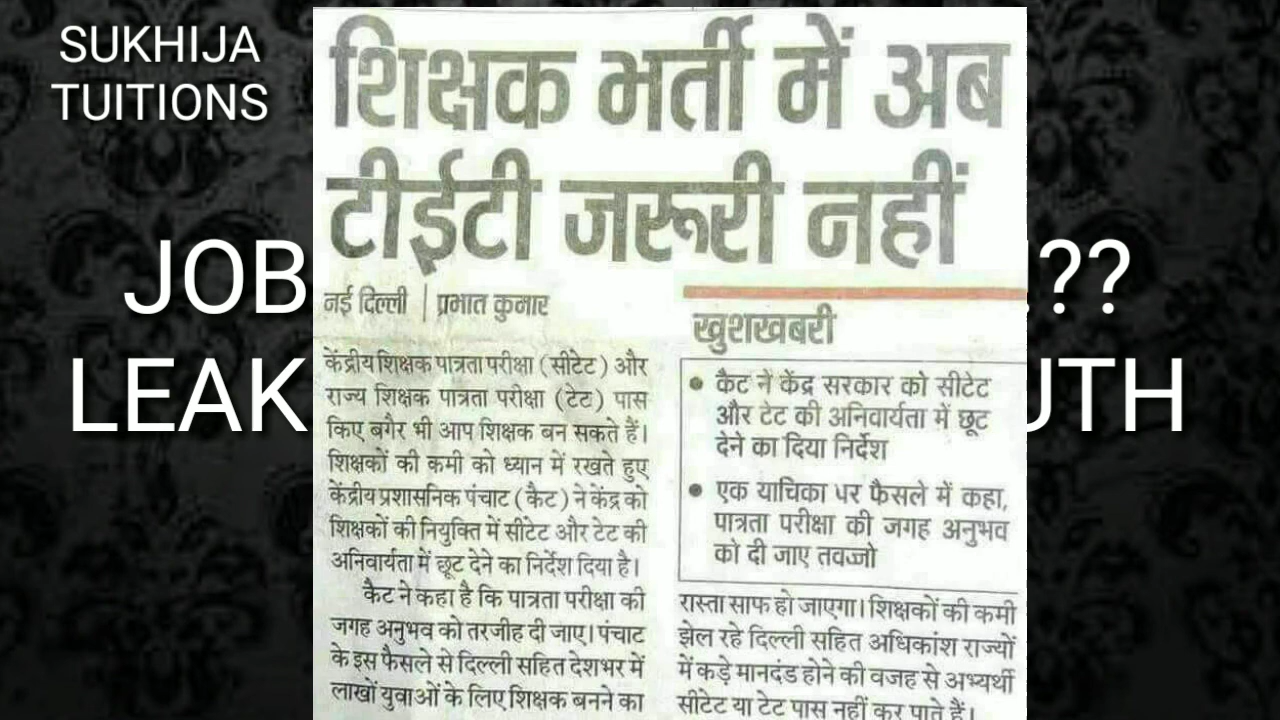 SUKHIJA
TUITIONS
JOB
!??
LEAK
UTH
शिक्षक भर्ती में अब
टीईटी जरूरी नहीं
नई दिल्ली | प्रभात कुमार
केंद्रीय शिक्षक पात्रता परीक्षा (सीटेट) और
राज्य शिक्षक पात्रता परीक्षा (टेट) पास
किए बगैर भी आप शिक्षक बन सकते हैं।
शिक्षकों की कमी को ध्यान में रखते हुए
केंद्रीय प्रशासनिक पंचाट (कैट) ने केंद्र को
शिक्षकों की नियुक्ति में सीटेट और टेट की
अनिवार्यता में छूट देने का निर्देश दिया है।
कैट ने कहा है कि पात्रता परीक्षा की
जगह अनुभव को तरजीह दी जाए। पंचाट
के इस फैसले से दिल्ली सहित देशभर में
लाखों युवाओं के लिए शिक्षक बनने का
खुशखबरी
• कैट ने केंद्र सरकार को सीटेट
और टेट की अनिवार्यता में छूट
देने का दिया निर्देश
• एक याचिका पर फैसले में कहा,
पात्रता परीक्षा की जगह अनुभव
को दी जाए तवज्जो
रास्ता साफ हो जाएगा। शिक्षकों की कमी
झेल रहे दिल्ली सहित अधिकांश राज्यों
में कड़े मानदंड होने की वजह से अभ्यर्थी
सीटेट या टेट पास नहीं कर पाते हैं।